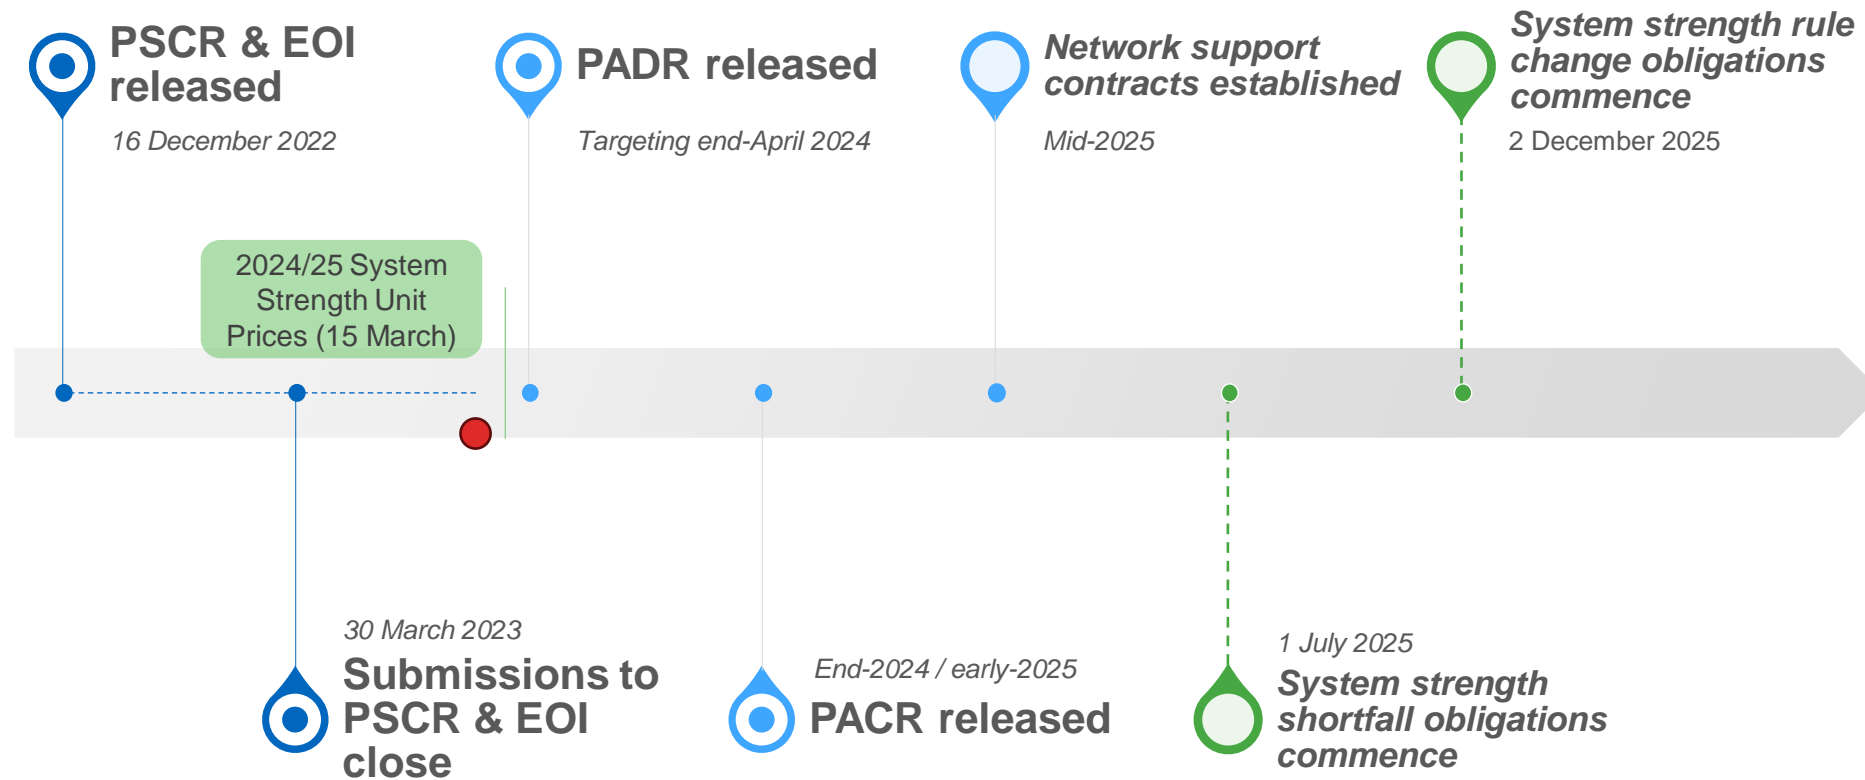 PSCR & EOI
released
16 December 2022
PADR released
Targeting end-April 2024
Network support
contracts established
Mid-2025
System strength rule
change obligations
commence
2 December 2025
2024/25 System
Strength Unit
Prices (15 March)
30 March 2023
Submissions to
PSCR & EOI
close
End-2024 / early-2025
PACR released
1 July 2025
System strength
shortfall obligations
commence